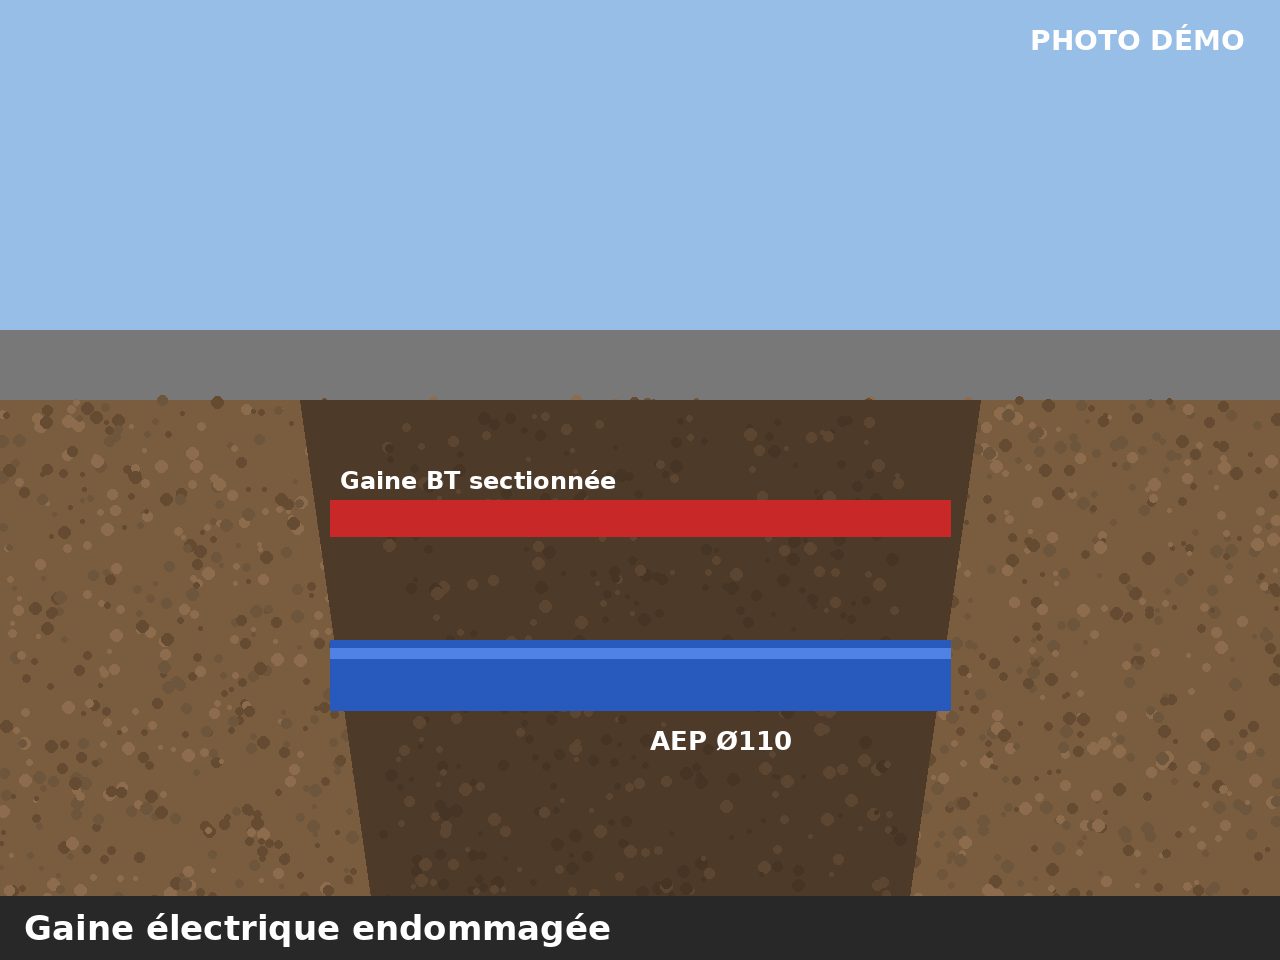 PHOTO DÉMO
Gaine BT sectionnée
AEP Ø110
Gaine électrique endommagée